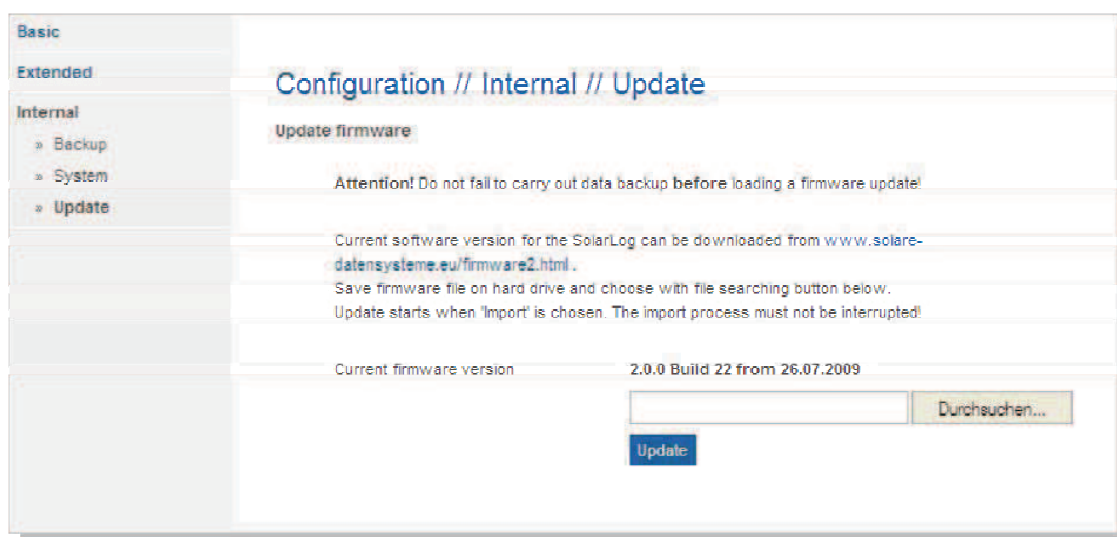 Basic
Extended
Internal
» Backup
» System
» Update
Configuration // Internal // Update
Update firmware
Attention! Do not fail to carry out data backup before loading a firmware update!
Current software version for the SolarLog can be downloaded from www.solare-
datensysteme.eu/firmware2.html .
Save firmware file on hard drive and choose with file searching button below.
Update starts when 'Import' is chosen. The import process must not be interrupted!
Current firmware version 2.0.0 Build 22 from 26.07.2009
Durchsuchen...
Update